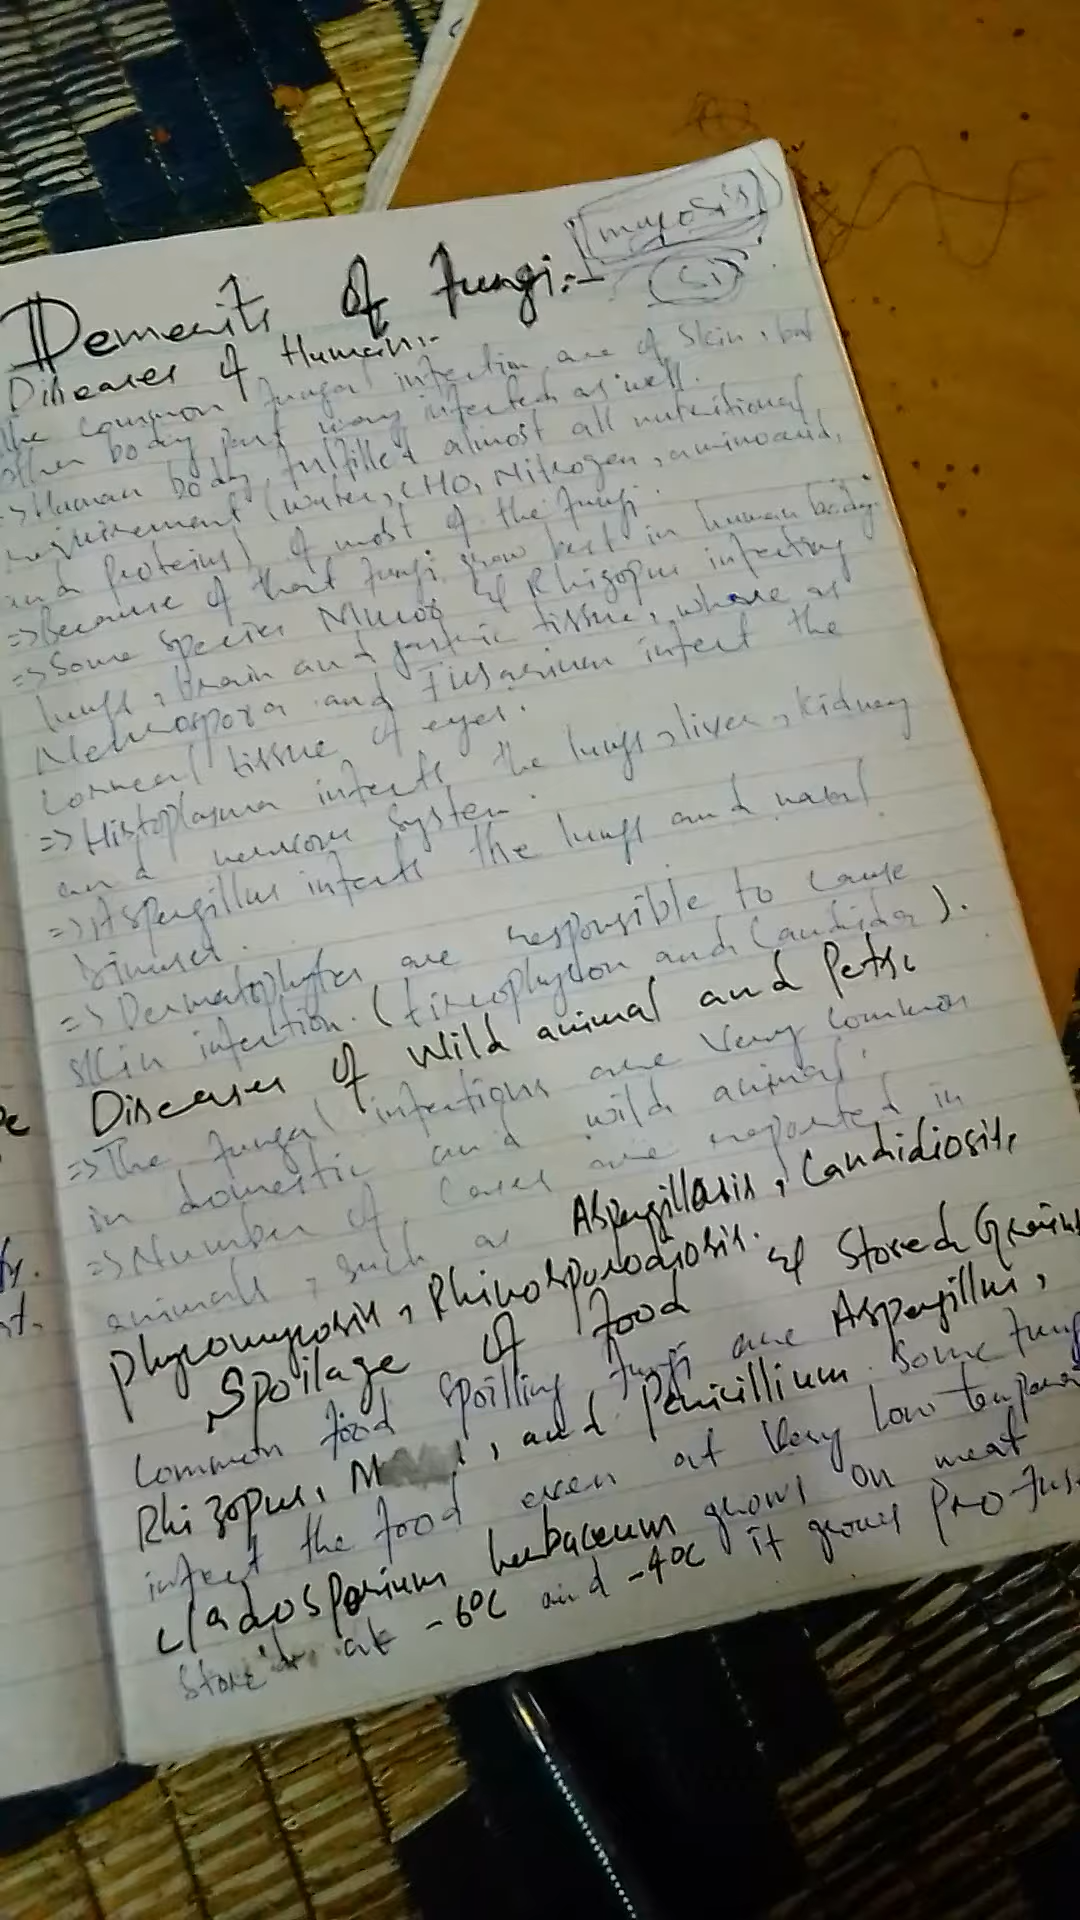 mycosis
(S1)
Demerits of fungi:-
Diseases of Human:-
The common fungal infection are of skin, but
other body part may infected as well.
=> Human body fulfilled almost all nutritional
requirement (water, CHO, Nitrogen, aminoacid,
and proteins) of most of the fungi.
=> Because of that fungi grow best in human body.
=> Some species Mucor & Rhizopus infecting
lungs, brain and gastric tissue, where as
Neurospora and Fusarium infect the
corneal tissue of eyes.
=> Histoplasma infects the lungs, liver, kidney
and nervous system.
=> Aspergillus infects the lungs and nasal
sinuses.
=> Dermatophytes are responsible to cause
skin infection. (Tricophyton and Candida).
Diseases of Wild animal and Pets:
=> The fungal infections are very common
in domestic and wild animal.
=> Number of cases are reported in
animals, such as Aspergillosis, Candidiosis,
Phycomycosis, Rhinosporodiosis.
Spoilage of food & Stored Grains
Common food spoilling fungi are Aspergillus,
Rhizopus, M and Penicillium. Some fung
infect the food even at very low temper
Cladosporium herbaceum grows on meat
store at -6°C and -4°C it grows profus